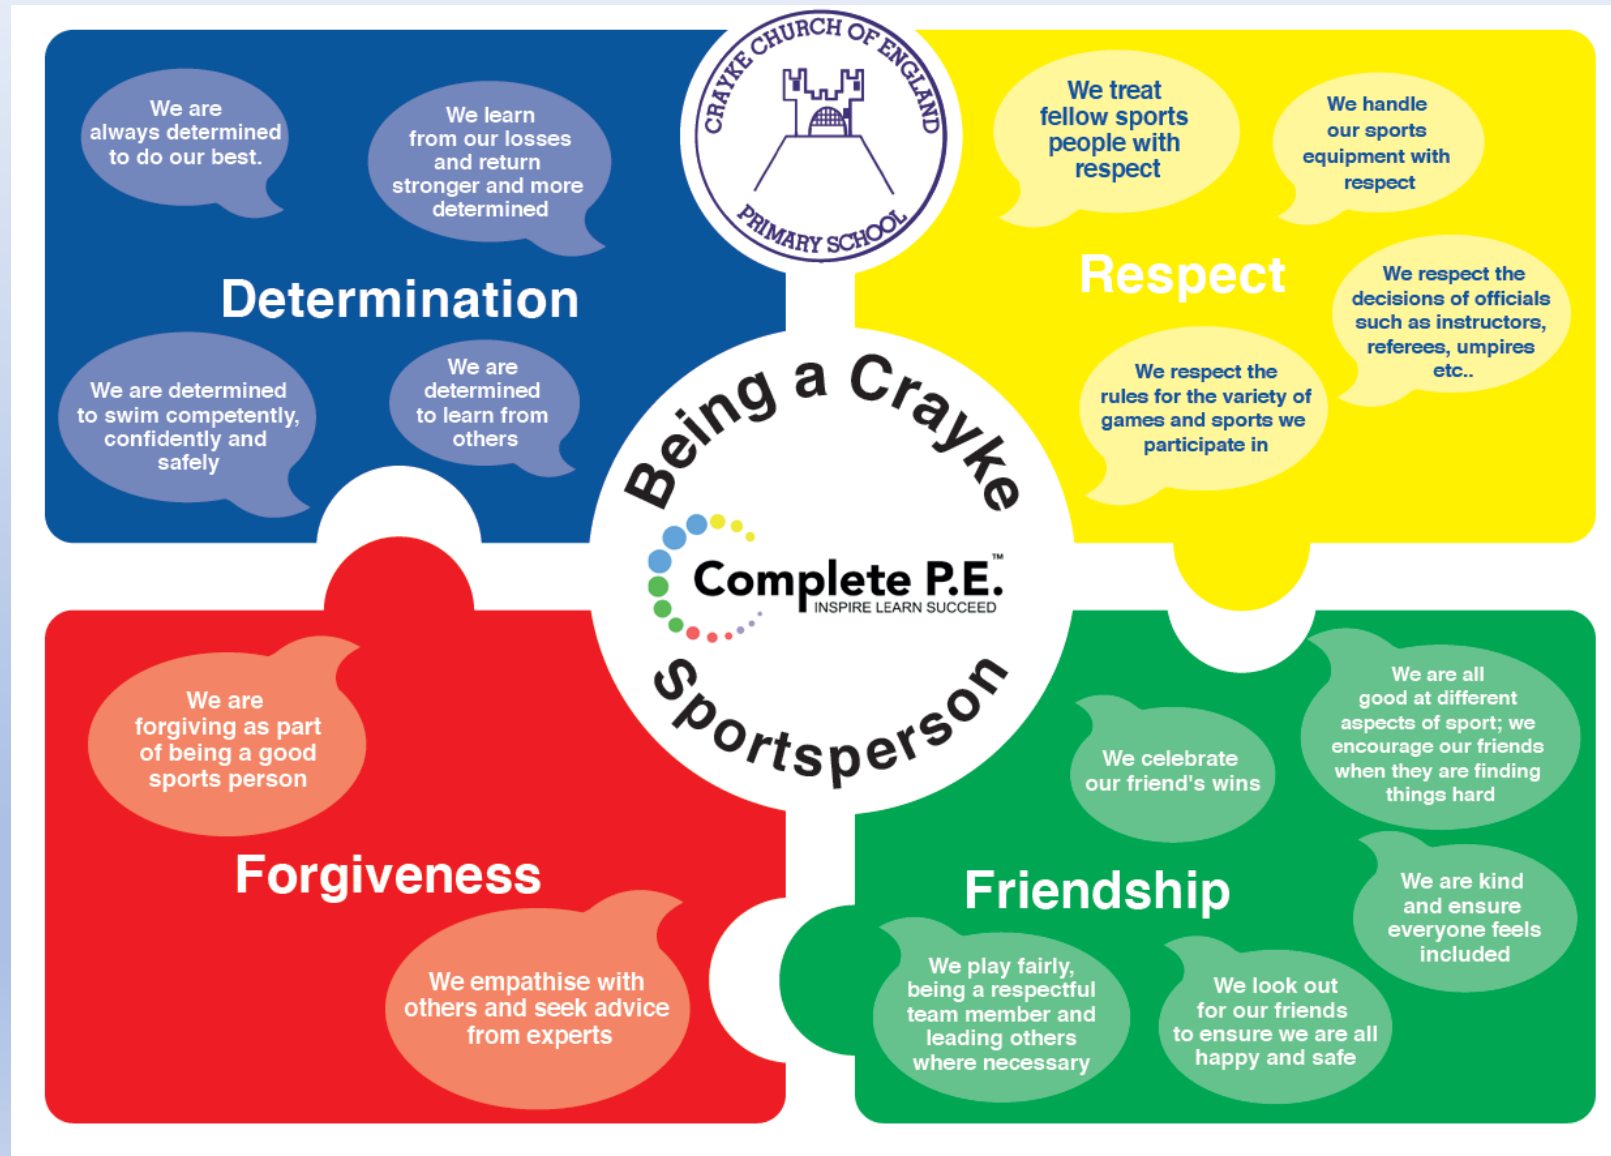 CRAYKE CHURCH OF ENGLAND
PRIMARY SCHOOL
We are
always determined
to do our best.
We learn
from our losses
and return
stronger and more
determined
Determination
We are determined
to swim competently,
confidently and
safely
We are
determined
to learn from
others
We treat
fellow sports
people with
respect
We handle
our sports
equipment with
respect
Respect
We respect the
decisions of officials
such as instructors,
referees, umpires
etc..
We respect the
rules for the variety of
games and sports we
participate in
Being a Crayke
Complete P.E.™
INSPIRE LEARN SUCCEED
Sportsperson
We are
forgiving as part
of being a good
sports person
Forgiveness
We empathise with
others and seek advice
from experts
We celebrate
our friend's wins
We are all
good at different
aspects of sport; we
encourage our friends
when they are finding
things hard
Friendship
We are kind
and ensure
everyone feels
included
We play fairly,
being a respectful
team member and
leading others
where necessary
We look out
for our friends
to ensure we are all
happy and safe